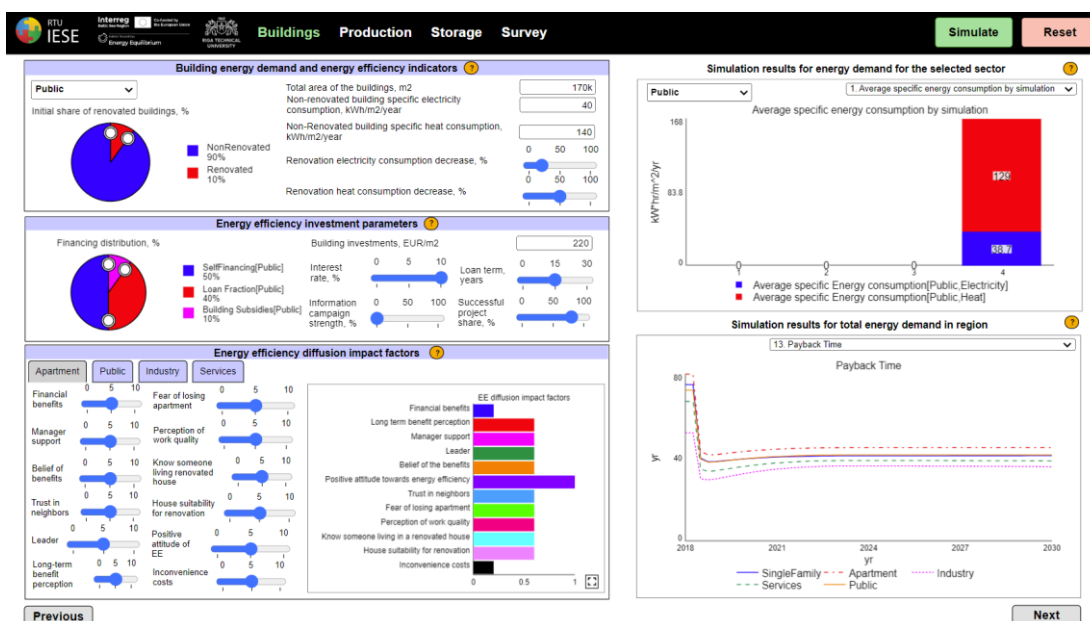 RTU
IESE
Interreg
Baltic Sea Region
Co-funded by
the European Union
Energy Equilibrium
RIGA TECHNICAL
UNIVERSITY
Buildings
Production
Storage
Survey
Simulate
Reset
Building energy demand and energy efficiency indicators ?
Public
Initial share of renovated buildings, %
NonRenovated
90%
Renovated
10%
Total area of the buildings, m2
170k
Non-renovated building specific electricity
consumption, kWh/m2/year
40
Non-Renovated building specific heat consumption,
kWh/m2/year
140
Renovation electricity consumption decrease, %
0 50 100
Renovation heat consumption decrease, %
0 50 100
Energy efficiency investment parameters ?
Financing distribution, %
SelfFinancing[Public]
50%
Loan Fraction[Public]
40%
Building Subsidies[Public]
10%
Building investments, EUR/m2
220
Interest
rate, %
0 5 10
Loan term,
years
0 15 30
Information
campaign
strength, %
0 50 100
Successful
project
share, %
0 50 100
Energy efficiency diffusion impact factors ?
Apartment
Public
Industry
Services
Financial
benefits
0 5 10
Fear of losing
apartment
0 5 10
Manager
support
0 5 10
Perception of
work quality
0 5 10
Belief of
benefits
0 5 10
Know someone
living renovated
house
0 5 10
Trust in
neighbors
0 5 10
House suitability
for renovation
0 5 10
Leader
0 5 10
Positive
attitude of
EE
0 5 10
Long-term
benefit
perception
0 5 10
Inconvenience
costs
0 5 10
EE diffusion impact factors
Financial benefits
Long term benefit perception
Manager support
Leader
Belief of the benefits
Positive attitude towards energy efficiency
Trust in neighbors
Fear of losing apartment
Perception of work quality
Know someone living in a renovated house
House suitability for renovation
Inconvenience costs
0 0.5 1
Previous
Simulation results for energy demand for the selected sector ?
Public
1. Average specific energy consumption by simulation
Average specific energy consumption by simulation
168
83.8
0
kW*hr/m^2/yr
0 0 0
129
38.7
1 2 3 4
Average specific Energy consumption[Public,Electricity]
Average specific Energy consumption[Public,Heat]
Simulation results for total energy demand in region ?
13. Payback Time
Payback Time
80
40
0
yr
2018 2021 2024 2027 2030
yr
SingleFamily Apartment Industry
Services Public
Next